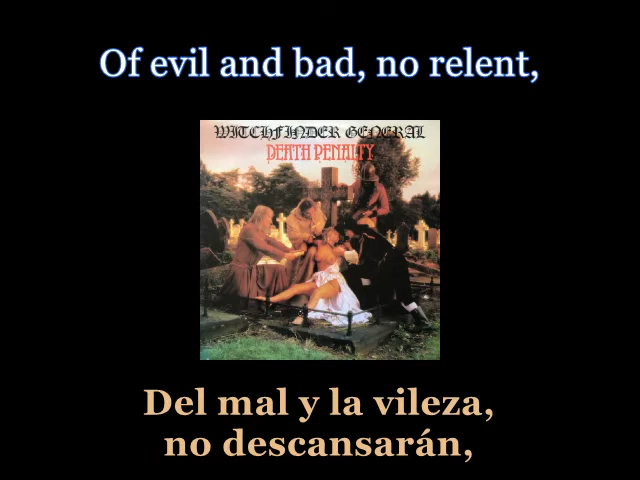 Of evil and bad, no relent,
WITCHFINDER GENERAL
DEATH PENALTY
Del mal y la vileza,
no descansarán,